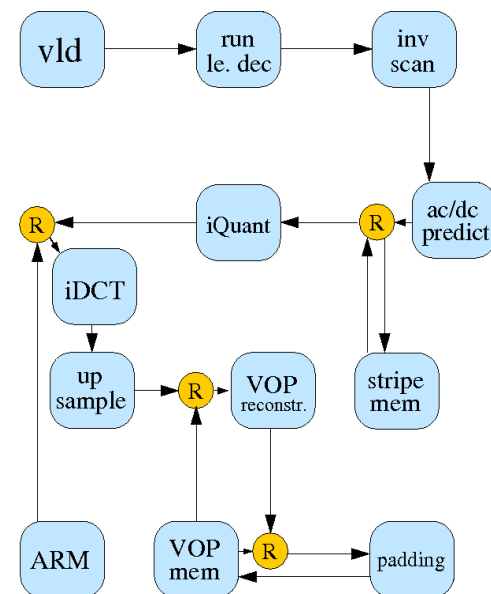 vld
run
le. dec
inv
scan
R
iQuant
R
ac/dc
predict
iDCT
up
sample
R
VOP
reconstr.
stripe
mem
ARM
VOP
mem
R
padding